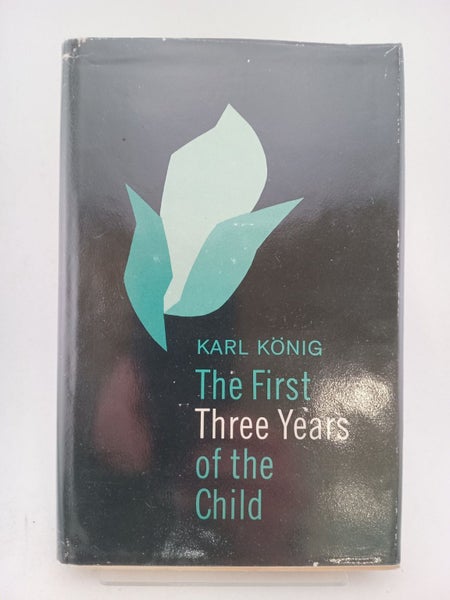 KARL KÖNIG
The First
Three Years
of the
Child